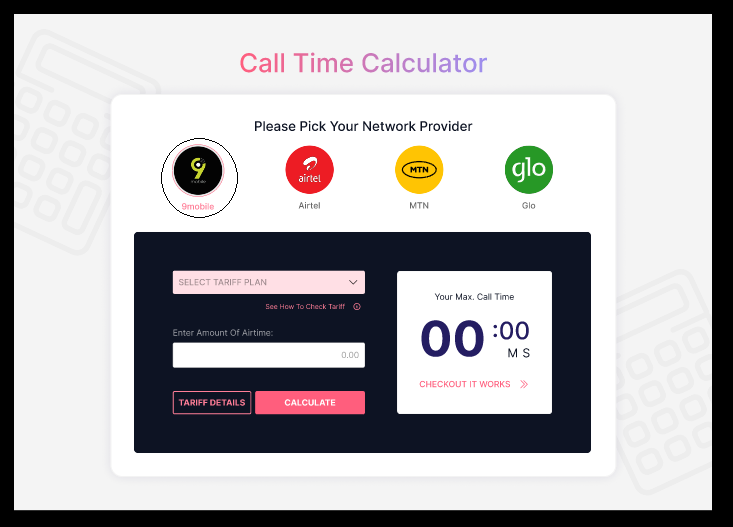 Call Time Calculator
Please Pick Your Network Provider
airtel
MTN
glo
9mobile
Airtel
MTN
Glo
SELECT TARIFF PLAN
See How To Check Tariff
Enter Amount Of Airtime:
0.00
TARIFF DETAILS
CALCULATE
Your Max. Call Time
00:00
M S
CHECKOUT IT WORKS